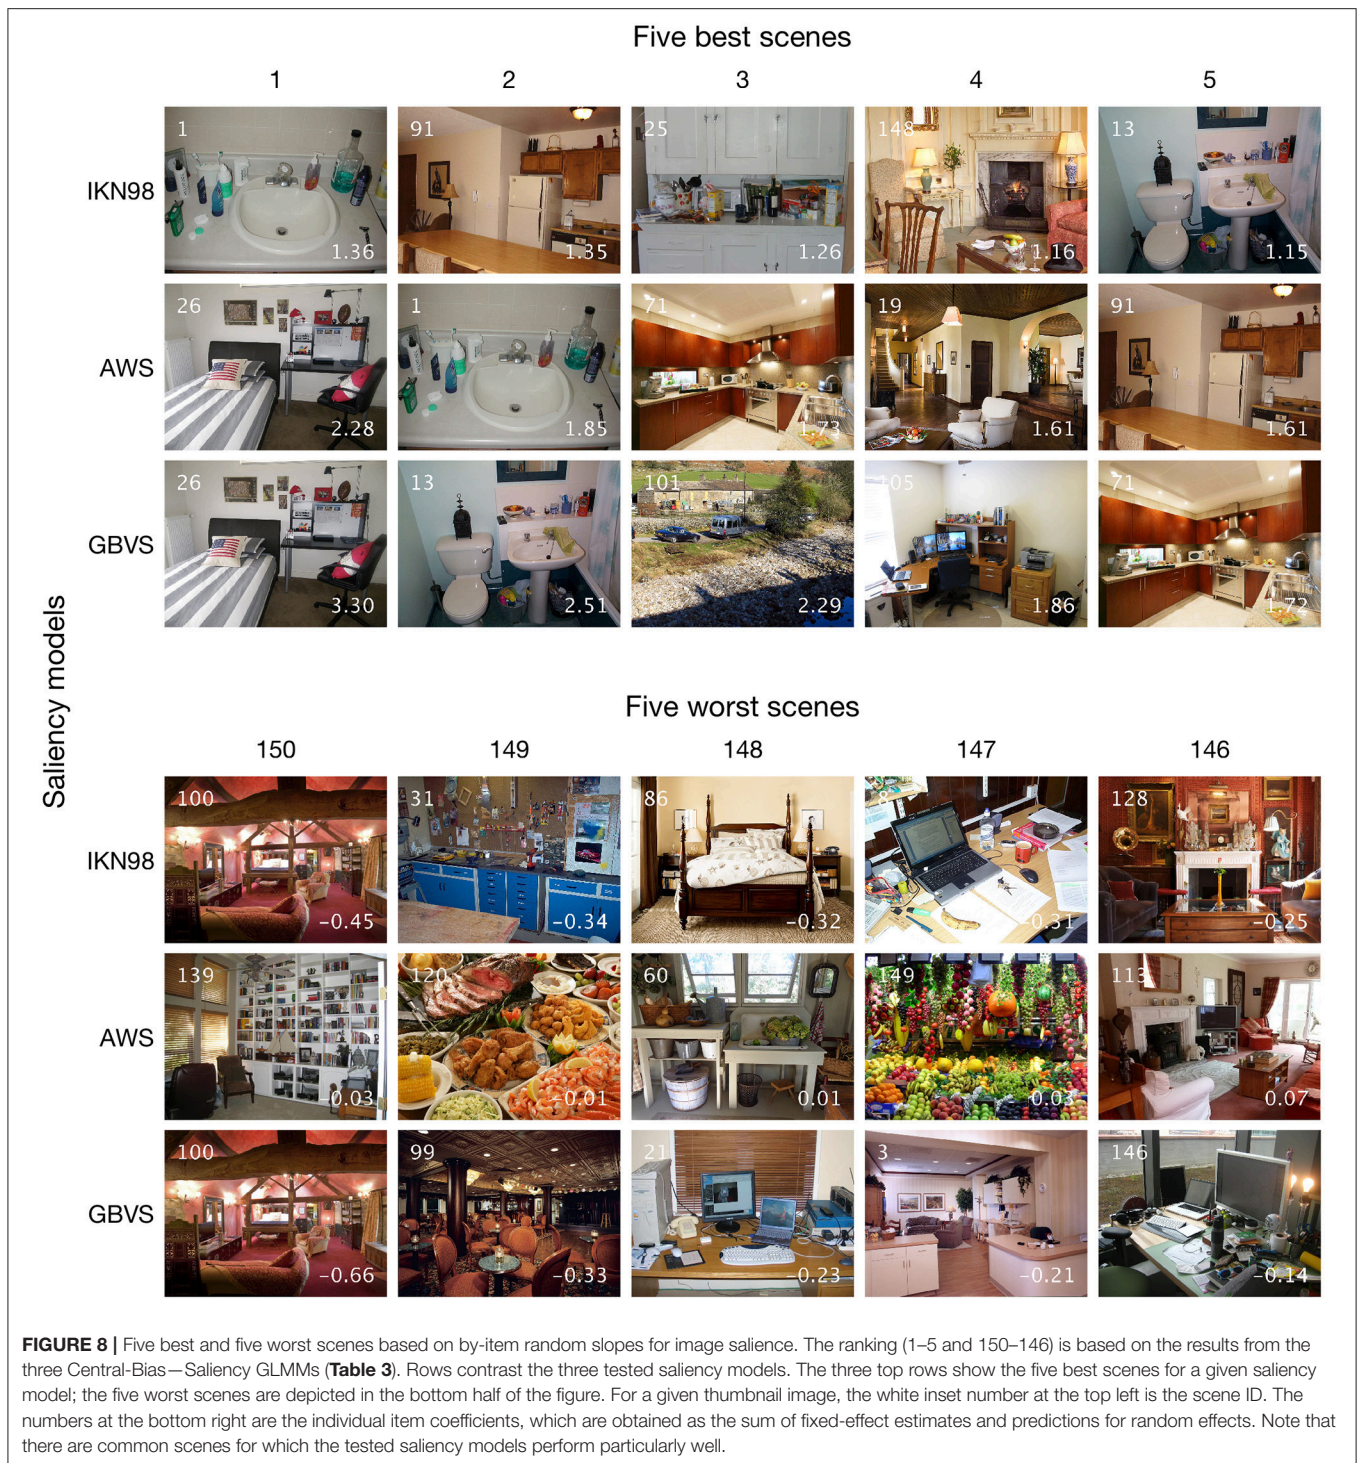 Five best scenes
1 2 3 4 5
Saliency models
IKN98
1 91 25 148 13
1.36 1.35 1.26 1.16 1.15
AWS
26 1 71 19 91
2.28 1.85 1.73 1.61 1.61
GBVS
26 13 101 105 71
3.30 2.51 2.29 1.86 1.72
Five worst scenes
150 149 148 147 146
IKN98
100 31 86 8 128
−0.45 −0.34 −0.32 −0.31 −0.25
AWS
139 120 60 149 113
−0.03 −0.01 0.01 0.03 0.07
GBVS
100 99 21 3 146
−0.66 −0.33 −0.23 −0.21 −0.14
FIGURE 8 | Five best and five worst scenes based on by-item random slopes for image salience. The ranking (1–5 and 150–146) is based on the results from the
three Central-Bias—Saliency GLMMs (Table 3). Rows contrast the three tested saliency models. The three top rows show the five best scenes for a given saliency
model; the five worst scenes are depicted in the bottom half of the figure. For a given thumbnail image, the white inset number at the top left is the scene ID. The
numbers at the bottom right are the individual item coefficients, which are obtained as the sum of fixed-effect estimates and predictions for random effects. Note that
there are common scenes for which the tested saliency models perform particularly well.